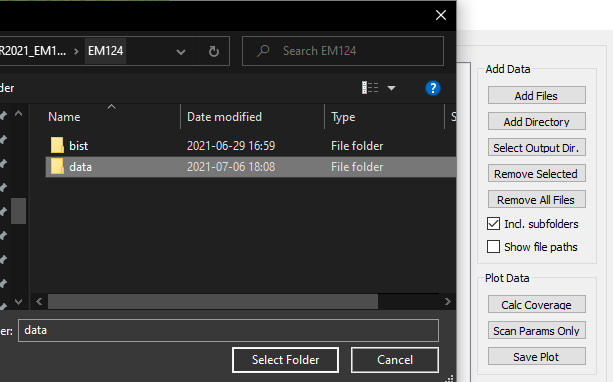 R2021_EM1... > EM124
Search EM124
der
Name
Date modified
Type
S
bist
2021-06-29 16:59
File folder
data
2021-07-06 18:08
File folder
er:
data
Select Folder
Cancel
Add Data
Add Files
Add Directory
Select Output Dir.
Remove Selected
Remove All Files
Incl. subfolders
Show file paths
Plot Data
Calc Coverage
Scan Params Only
Save Plot